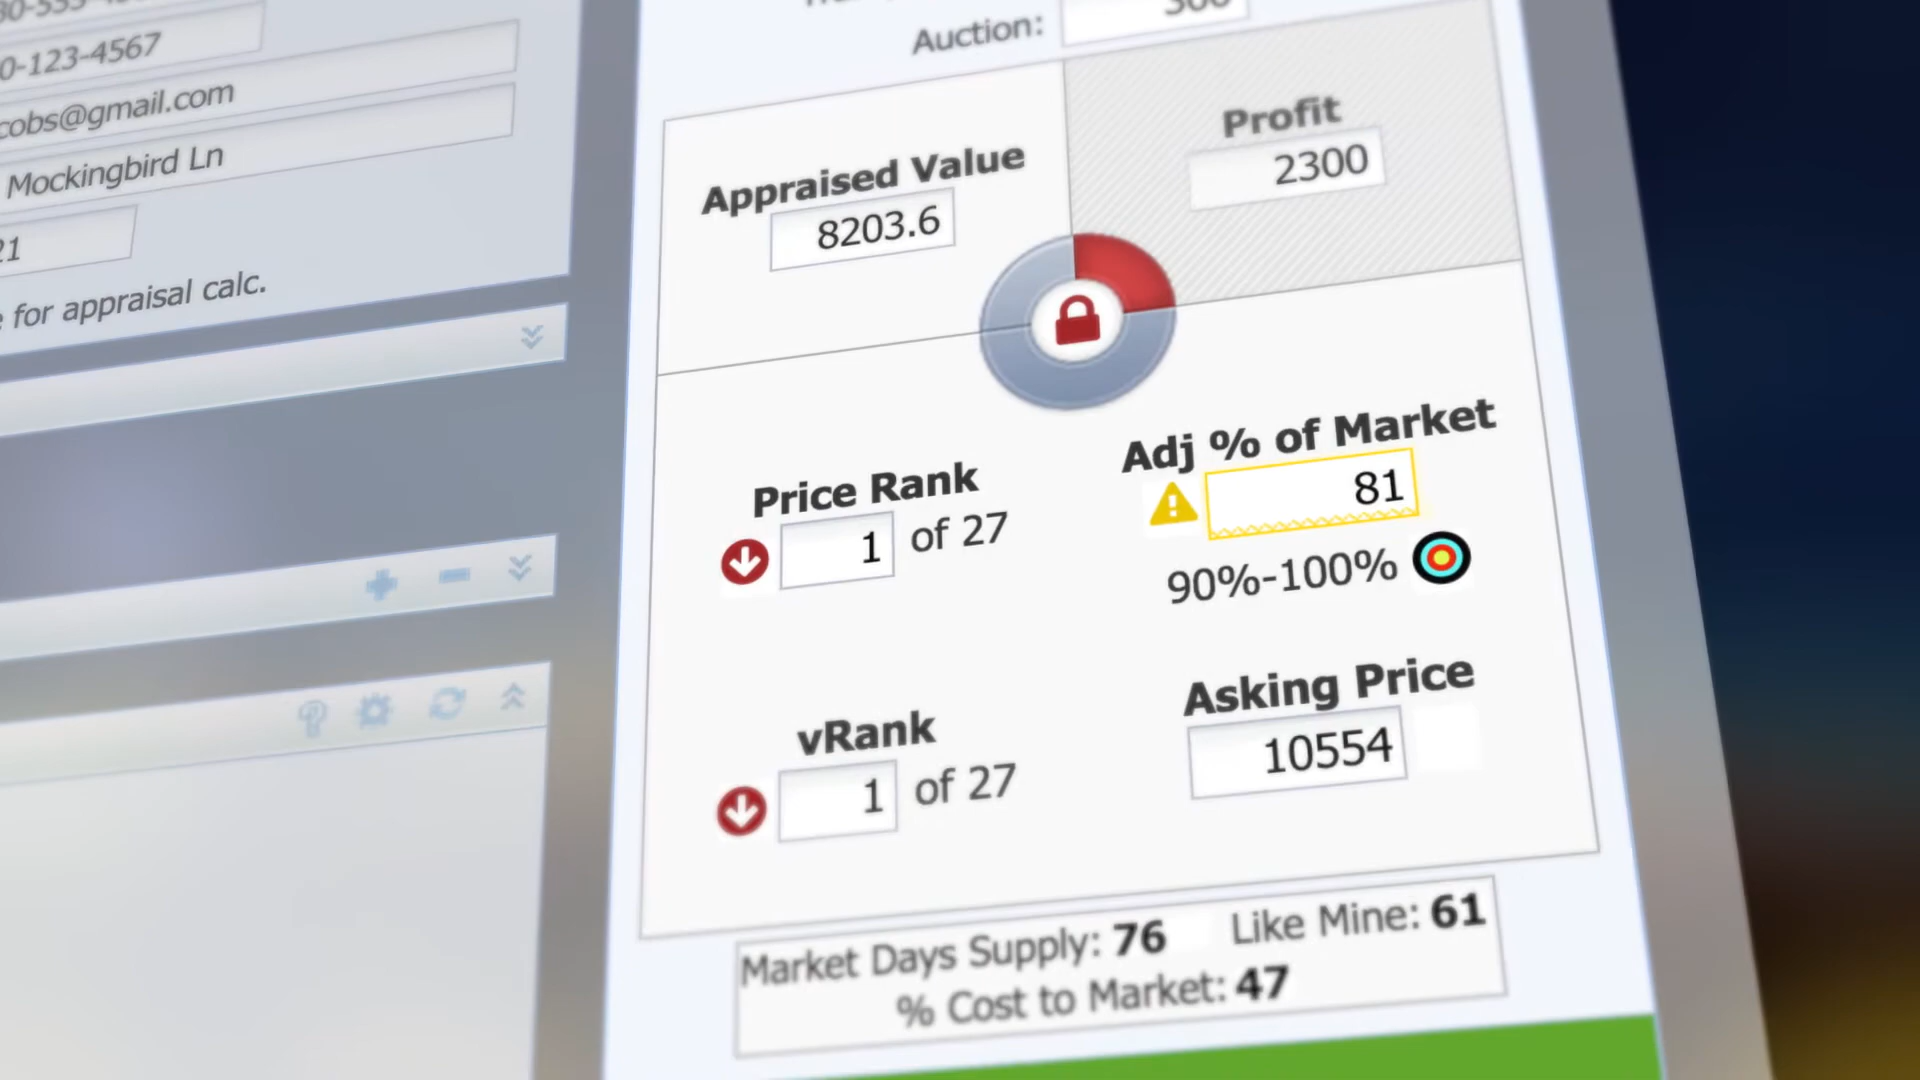 0-123-4567
cobs@gmail.com
Mockingbird Ln
21
for appraisal calc.
Auction:
Appraised Value
8203.6
Profit
2300
Price Rank
1 of 27
Adj % of Market
81
90%-100%
vRank
1 of 27
Asking Price
10554
Market Days Supply: 76 Like Mine: 61
% Cost to Market: 47